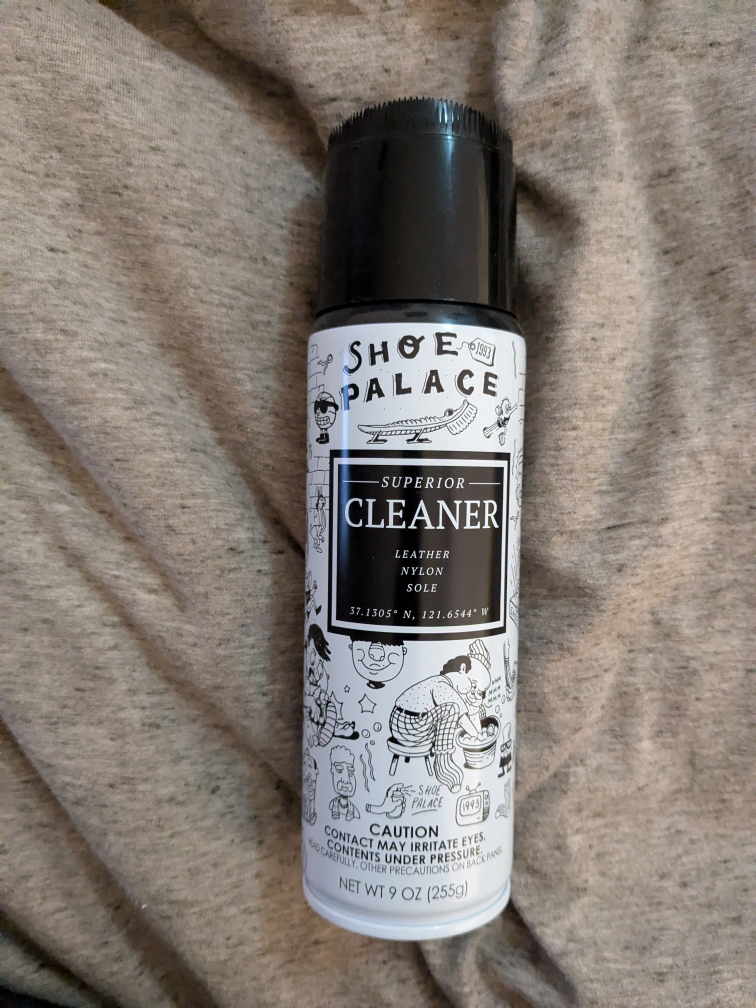 SHOE 1993
PALACE
SUPERIOR
CLEANER
LEATHER
NYLON
SOLE
37.1305° N, 121.6544° W
SHOE
PALACE
1993
CAUTION
CONTACT MAY IRRITATE EYES.
CONTENTS UNDER PRESSURE.
READ CAREFULLY, OTHER PRECAUTIONS ON BACK PANEL
NET WT 9 OZ (255g)